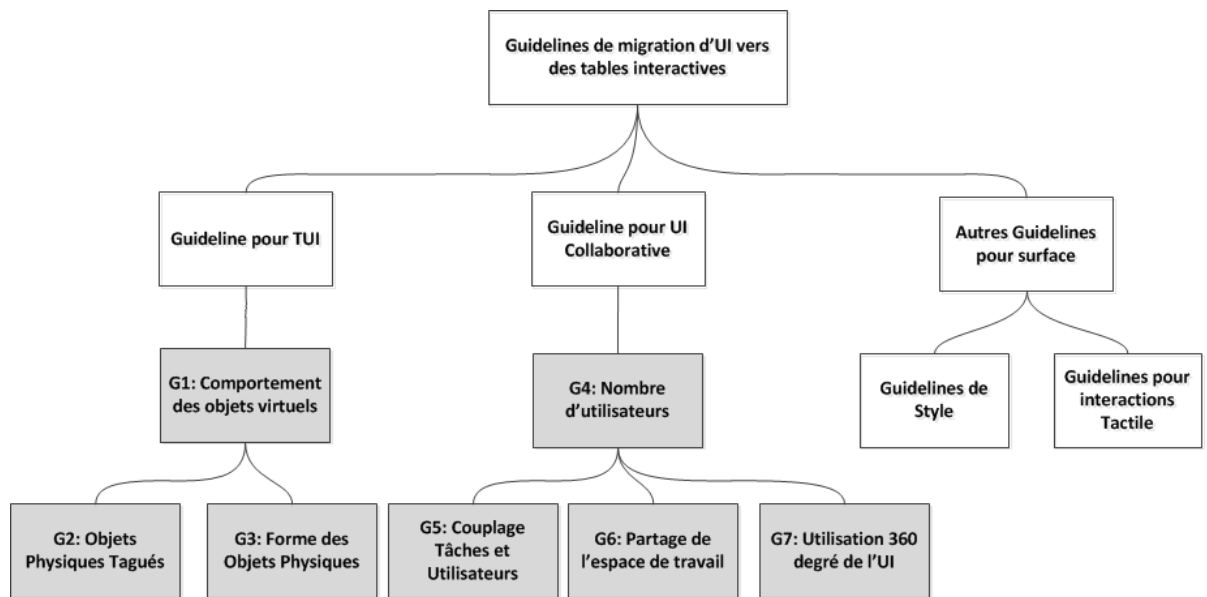 Guidelines de migration d'UI vers
des tables interactives
Guideline pour TUI
Guideline pour UI
Collaborative
Autres Guidelines
pour surface
G1: Comportement
des objets virtuels
G4: Nombre
d'utilisateurs
Guidelines de
Style
Guidelines pour
interactions
Tactile
G2: Objets
Physiques Tagués
G3: Forme des
Objets Physiques
G5: Couplage
Tâches et
Utilisateurs
G6: Partage de
l'espace de travail
G7: Utilisation 360
degré de l'UI